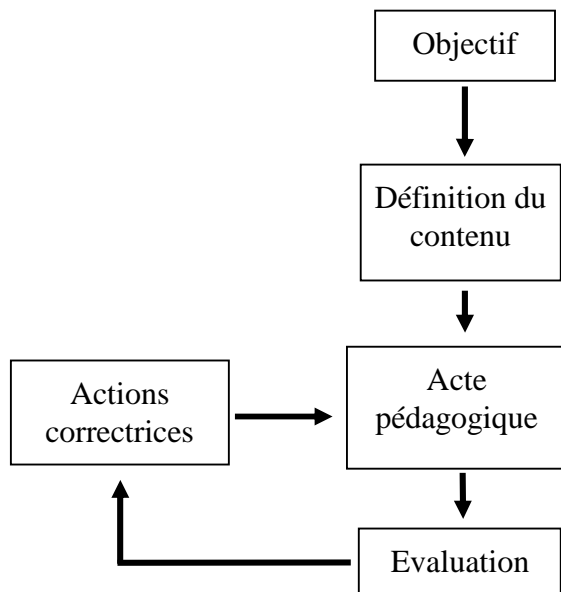 Objectif
Définition du
contenu
Acte
pédagogique
Actions
correctrices
Evaluation